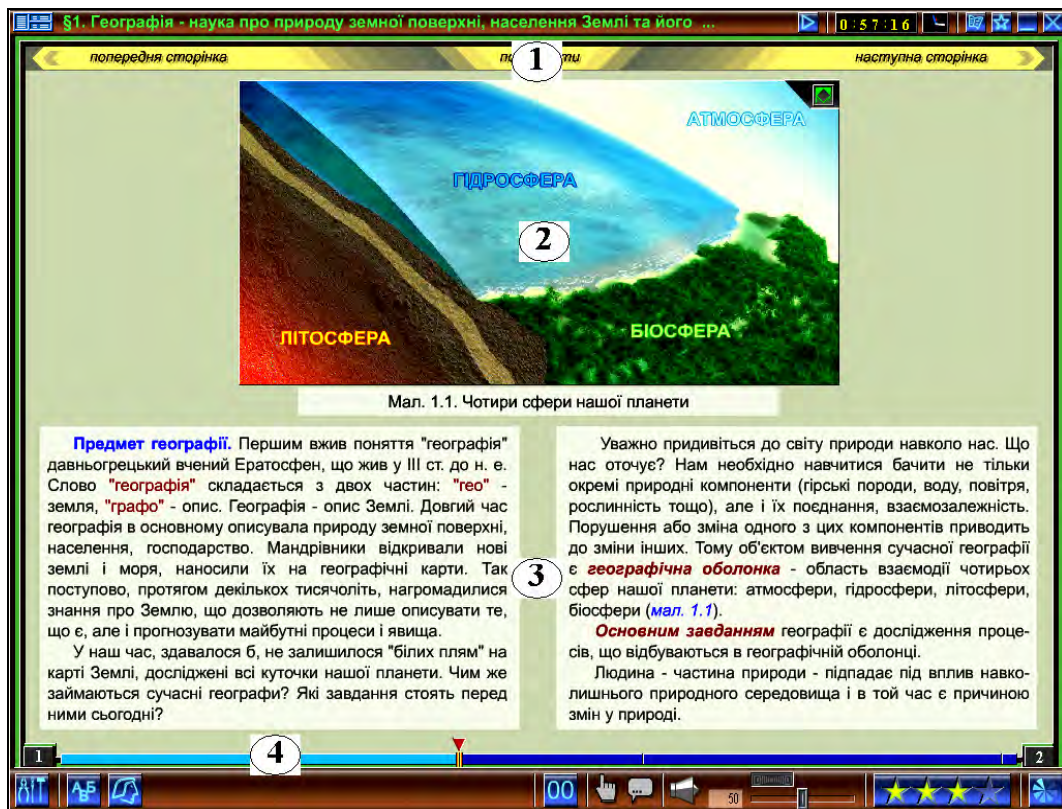 §1. Географія - наука про природу земної поверхні, населення Землі та його ...
0:57:16
попередня сторінка
наступна сторінка
1
АТМОСФЕРА
ГІДРОСФЕРА
2
ЛІТОСФЕРА
БІОСФЕРА
Мал. 1.1. Чотири сфери нашої планети
Предмет географії. Першим вжив поняття "географія"
давньогрецький вчений Ератосфен, що жив у III ст. до н. е.
Слово "географія" складається з двох частин: "гео" -
земля, "графо" - опис. Географія - опис Землі. Довгий час
географія в основному описувала природу земної поверхні,
населення, господарство. Мандрівники відкривали нові
землі і моря, наносили їх на географічні карти. Так
поступово, протягом декількох тисячоліть, нагромадилися
знання про Землю, що дозволяють не лише описувати те,
що є, але і прогнозувати майбутні процеси і явища.
У наш час, здавалося б, не залишилося "білих плям" на
карті Землі, досліджені всі куточки нашої планети. Чим же
займаються сучасні географи? Які завдання стоять перед
ними сьогодні?
3
Уважно придивіться до світу природи навколо нас. Що
нас оточує? Нам необхідно навчитися бачити не тільки
окремі природні компоненти (гірські породи, воду, повітря,
рослинність тощо), але і їх поєднання, взаємозалежність.
Порушення або зміна одного з цих компонентів приводить
до зміни інших. Тому об'єктом вивчення сучасної географії
є географічна оболонка - область взаємодії чотирьох
сфер нашої планети: атмосфери, гідросфери, літосфери,
біосфери (мал. 1.1).
Основним завданням географії є дослідження проце-
сів, що відбуваються в географічній оболонці.
Людина - частина природи - підпадає під вплив навко-
лишнього природного середовища і в той час є причиною
змін у природі.
1
4
2
АБВ
00
50